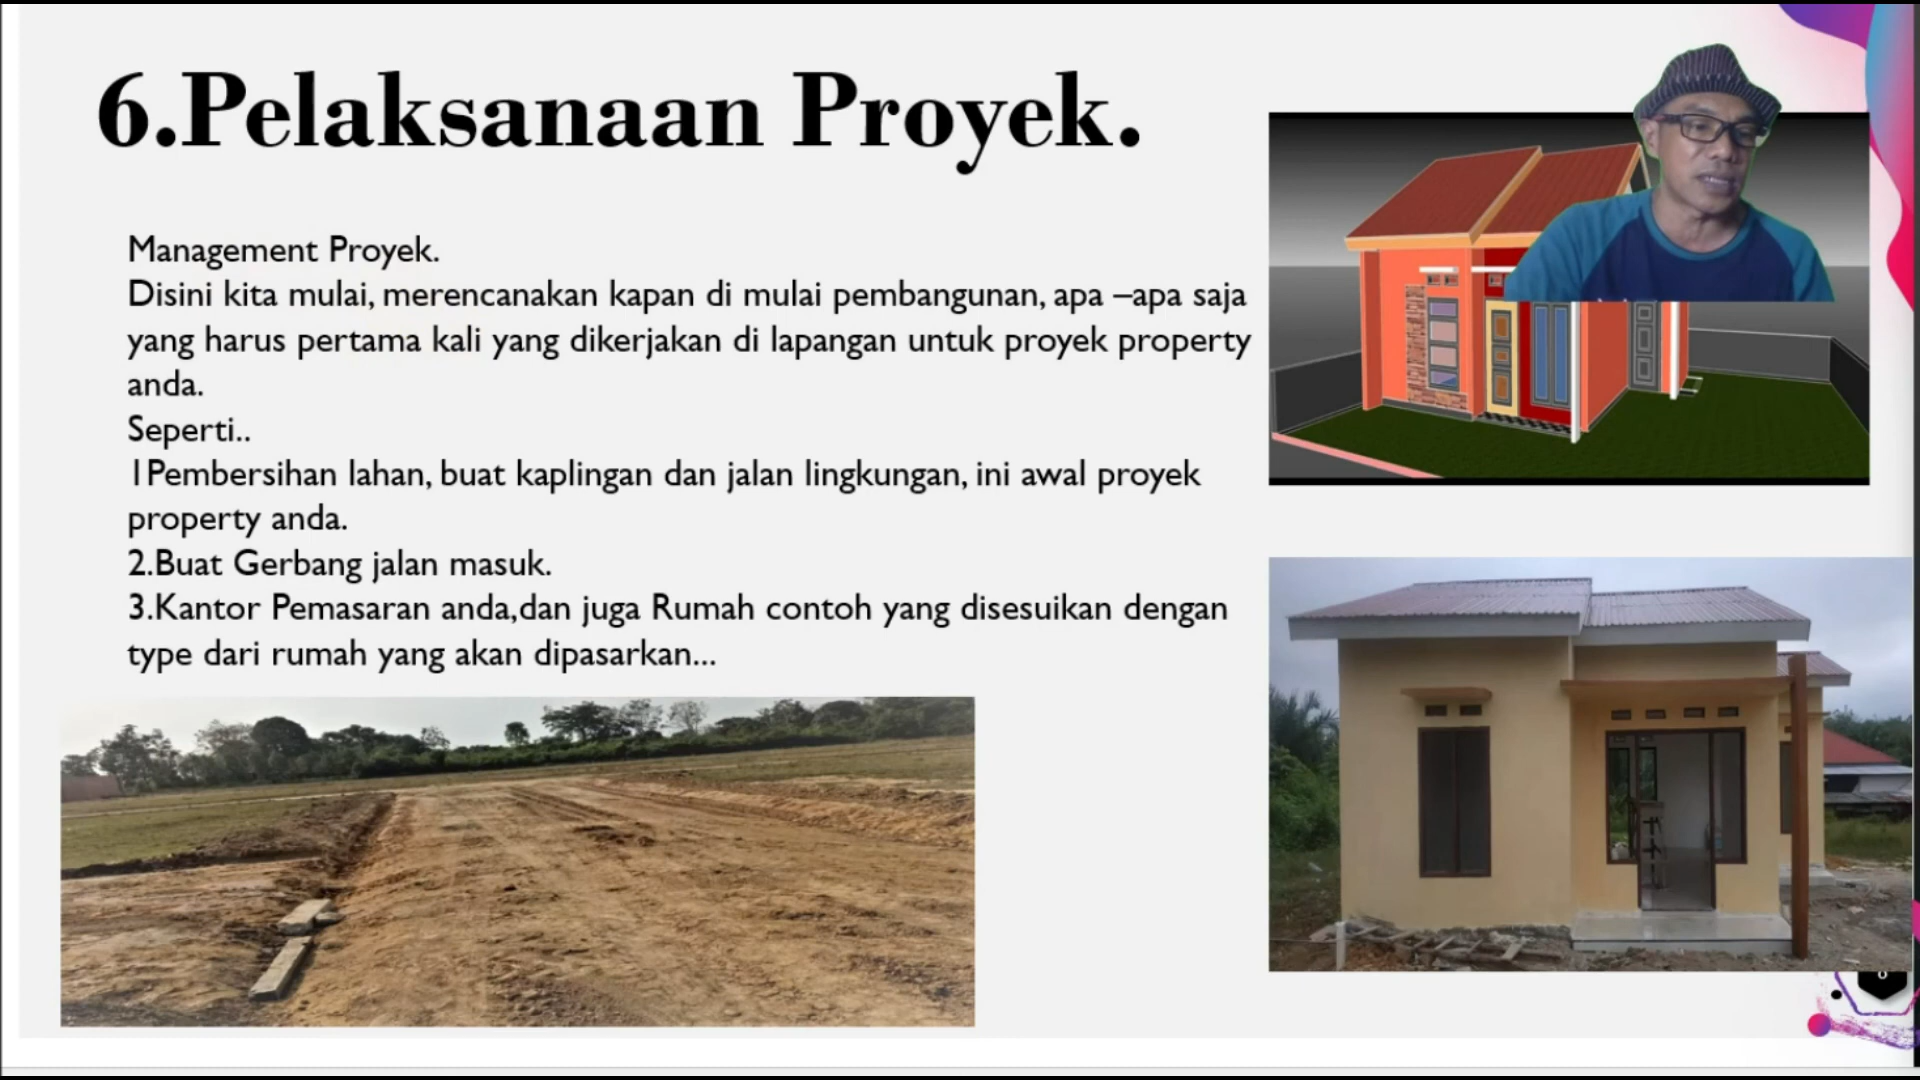 6.Pelaksanaan Proyek.
Management Proyek.
Disini kita mulai, merencanakan kapan di mulai pembangunan, apa –apa saja
yang harus pertama kali yang dikerjakan di lapangan untuk proyek property
anda.
Seperti..
1Pembersihan lahan, buat kaplingan dan jalan lingkungan, ini awal proyek
property anda.
2.Buat Gerbang jalan masuk.
3.Kantor Pemasaran anda,dan juga Rumah contoh yang disesuikan dengan
type dari rumah yang akan dipasarkan...